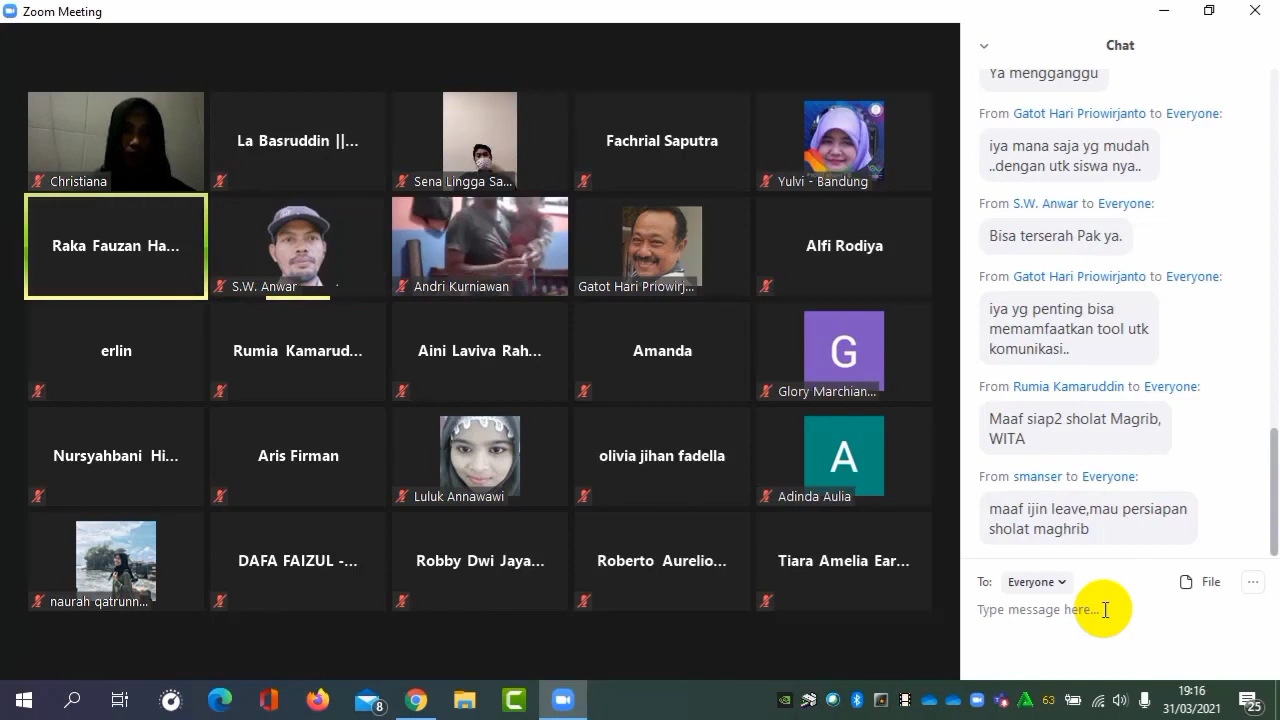 Zoom Meeting
Christiana
La Basruddin ||...
Sena Lingga Sa...
Fachrial Saputra
Yulvi - Bandung
Raka Fauzan Ha...
S.W. Anwar
Andri Kurniawan
Gatot Hari Priowirj...
Alfi Rodiya
erlin
Rumia Kamarud...
Aini Laviva Rah...
Amanda
G
Glory Marchian...
Nursyahbani Hi...
Aris Firman
Luluk Annawawi
olivia jihan fadella
A
Adinda Aulia
naurah qatrunn...
DAFA FAIZUL -...
Robby Dwi Jaya...
Roberto Aurelio...
Tiara Amelia Ear...
Chat
Ya mengganggu
From Gatot Hari Priowirjanto to Everyone:
iya mana saja yg mudah
..dengan utk siswa nya..
From S.W. Anwar to Everyone:
Bisa terserah Pak ya.
From Gatot Hari Priowirjanto to Everyone:
iya yg penting bisa
memamfaatkan tool utk
komunikasi..
From Rumia Kamaruddin to Everyone:
Maaf siap2 sholat Magrib,
WITA
From smanser to Everyone:
maaf ijin leave,mau persiapan
sholat maghrib
To: Everyone
File
Type message here...
8
63
19:16
31/03/2021
25